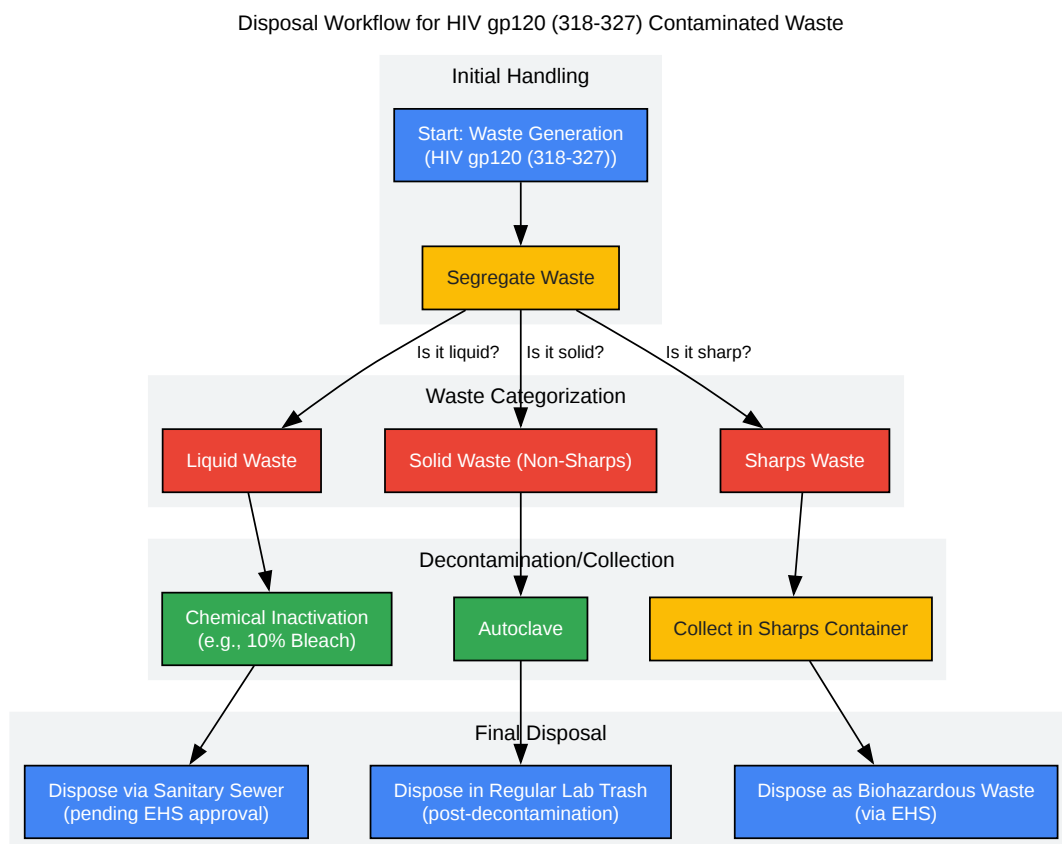 Disposal Workflow for HIV gp120 (318-327) Contaminated Waste
Initial Handling
Start: Waste Generation
(HIV gp120 (318-327))
Segregate Waste
Is it liquid?
Is it solid?
Is it sharp?
Waste Categorization
Liquid Waste
Solid Waste (Non-Sharps)
Sharps Waste
Decontamination/Collection
Chemical Inactivation
(e.g., 10% Bleach)
Autoclave
Collect in Sharps Container
Final Disposal
Dispose via Sanitary Sewer
(pending EHS approval)
Dispose in Regular Lab Trash
(post-decontamination)
Dispose as Biohazardous Waste
(via EHS)